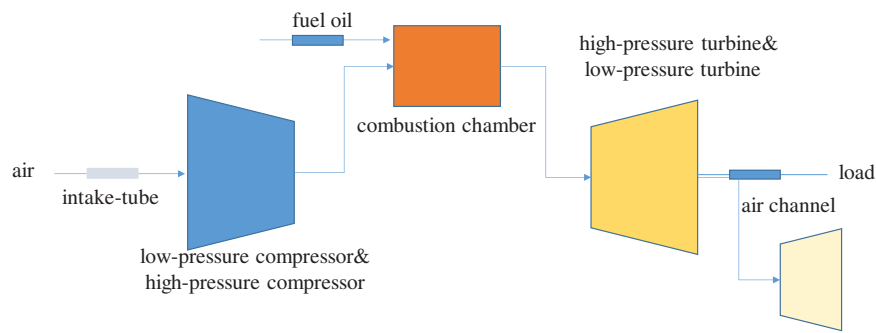 fuel oil
high-pressure turbine&
low-pressure turbine
combustion chamber
air
intake-tube
load
air channel
low-pressure compressor&
high-pressure compressor